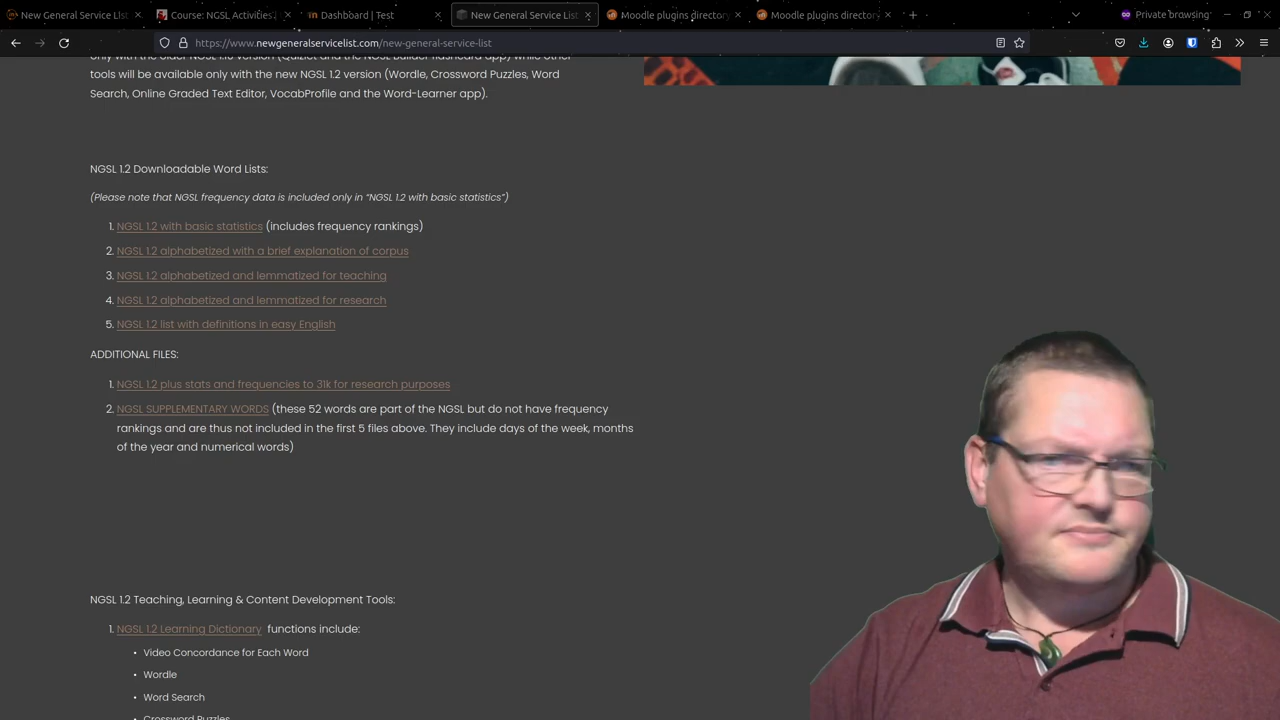 New General Service List
Course: NGSL Activities
Dashboard | Test
New General Service List
Moodle plugins directory
Moodle plugins directory
Private browsing
https://www.newgeneralservicelist.com/new-general-service-list
tools will be available only with the new NGSL 1.2 version (Wordle, Crossword Puzzles, Word
Search, Online Graded Text Editor, VocabProfile and the Word-Learner app).
NGSL 1.2 Downloadable Word Lists:
(Please note that NGSL frequency data is included only in “NGSL 1.2 with basic statistics”)
1. NGSL 1.2 with basic statistics (includes frequency rankings)
2. NGSL 1.2 alphabetized with a brief explanation of corpus
3. NGSL 1.2 alphabetized and lemmatized for teaching
4. NGSL 1.2 alphabetized and lemmatized for research
5. NGSL 1.2 list with definitions in easy English
ADDITIONAL FILES:
1. NGSL 1.2 plus stats and frequencies to 31k for research purposes
2. NGSL SUPPLEMENTARY WORDS (these 52 words are part of the NGSL but do not have frequency
rankings and are thus not included in the first 5 files above. They include days of the week, months
of the year and numerical words)
NGSL 1.2 Teaching, Learning & Content Development Tools:
1. NGSL 1.2 Learning Dictionary functions include:
• Video Concordance for Each Word
• Wordle
• Word Search
Crossword Puzzles